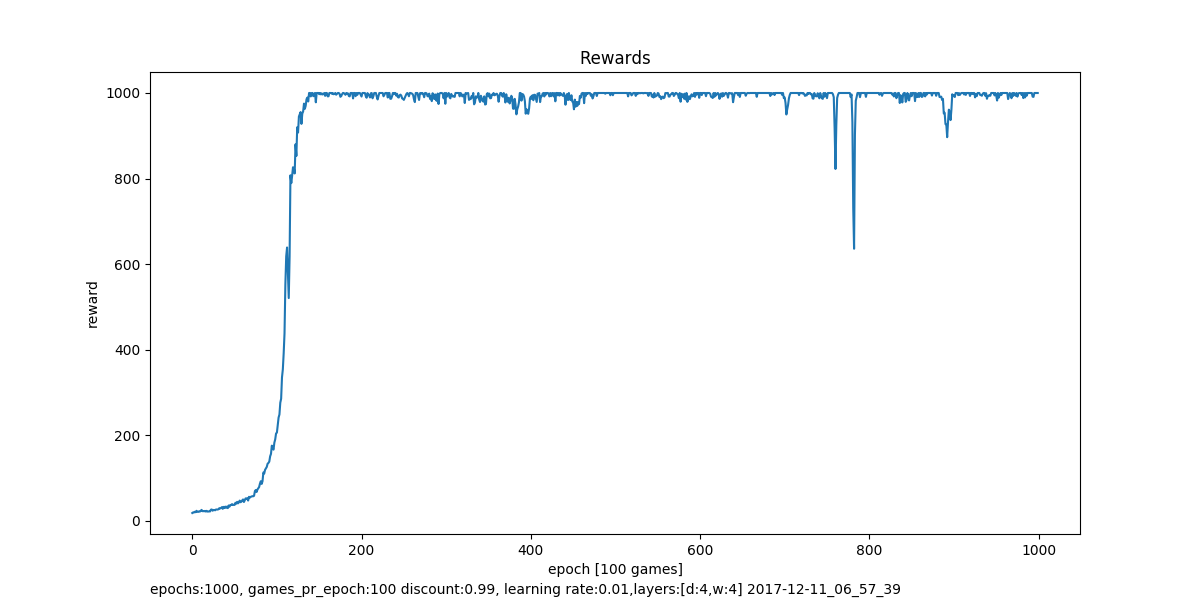 Rewards
1000
800
600
400
200
0
reward
0 200 400 600 800 1000
epoch [100 games]
epochs:1000, games_pr_epoch:100 discount:0.99, learning rate:0.01,layers:[d:4,w:4] 2017-12-11_06_57_39